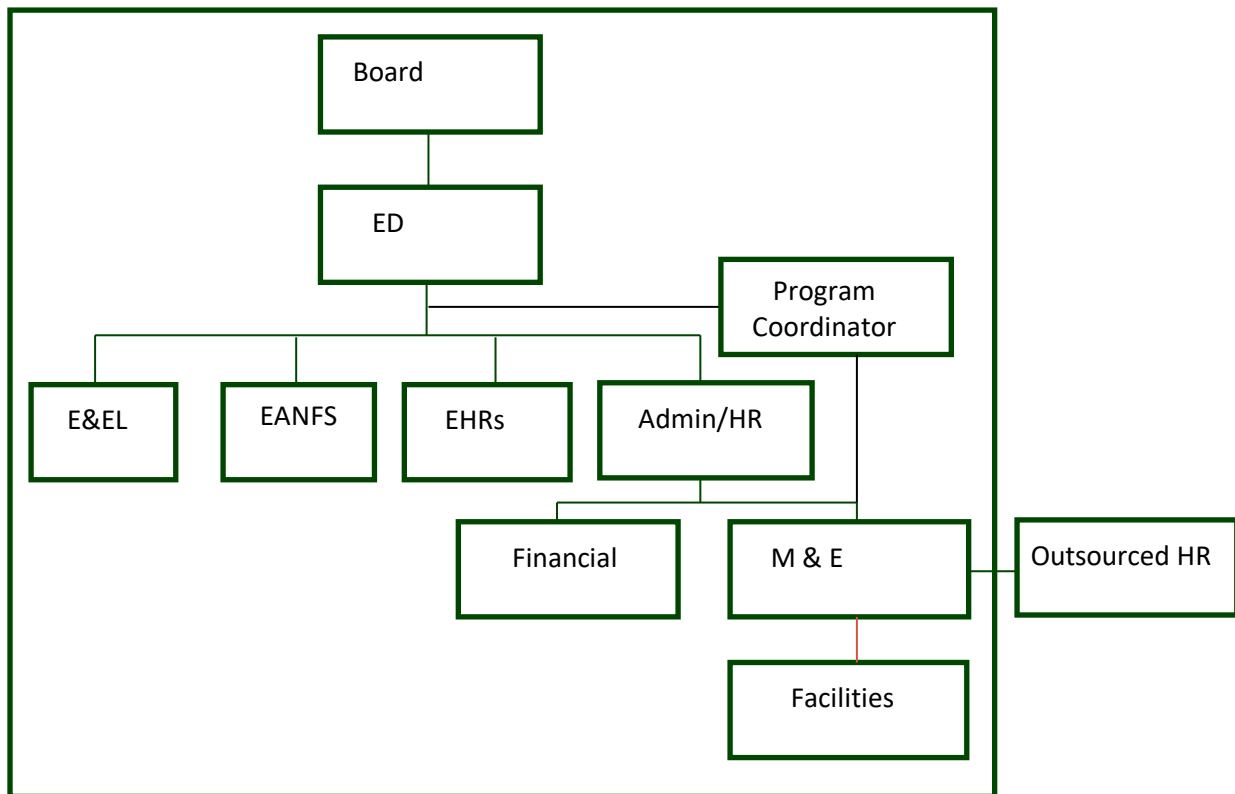 Board
ED
Program
Coordinator
E&EL
EANFS
EHRs
Admin/HR
Financial
M & E
Outsourced HR
Facilities